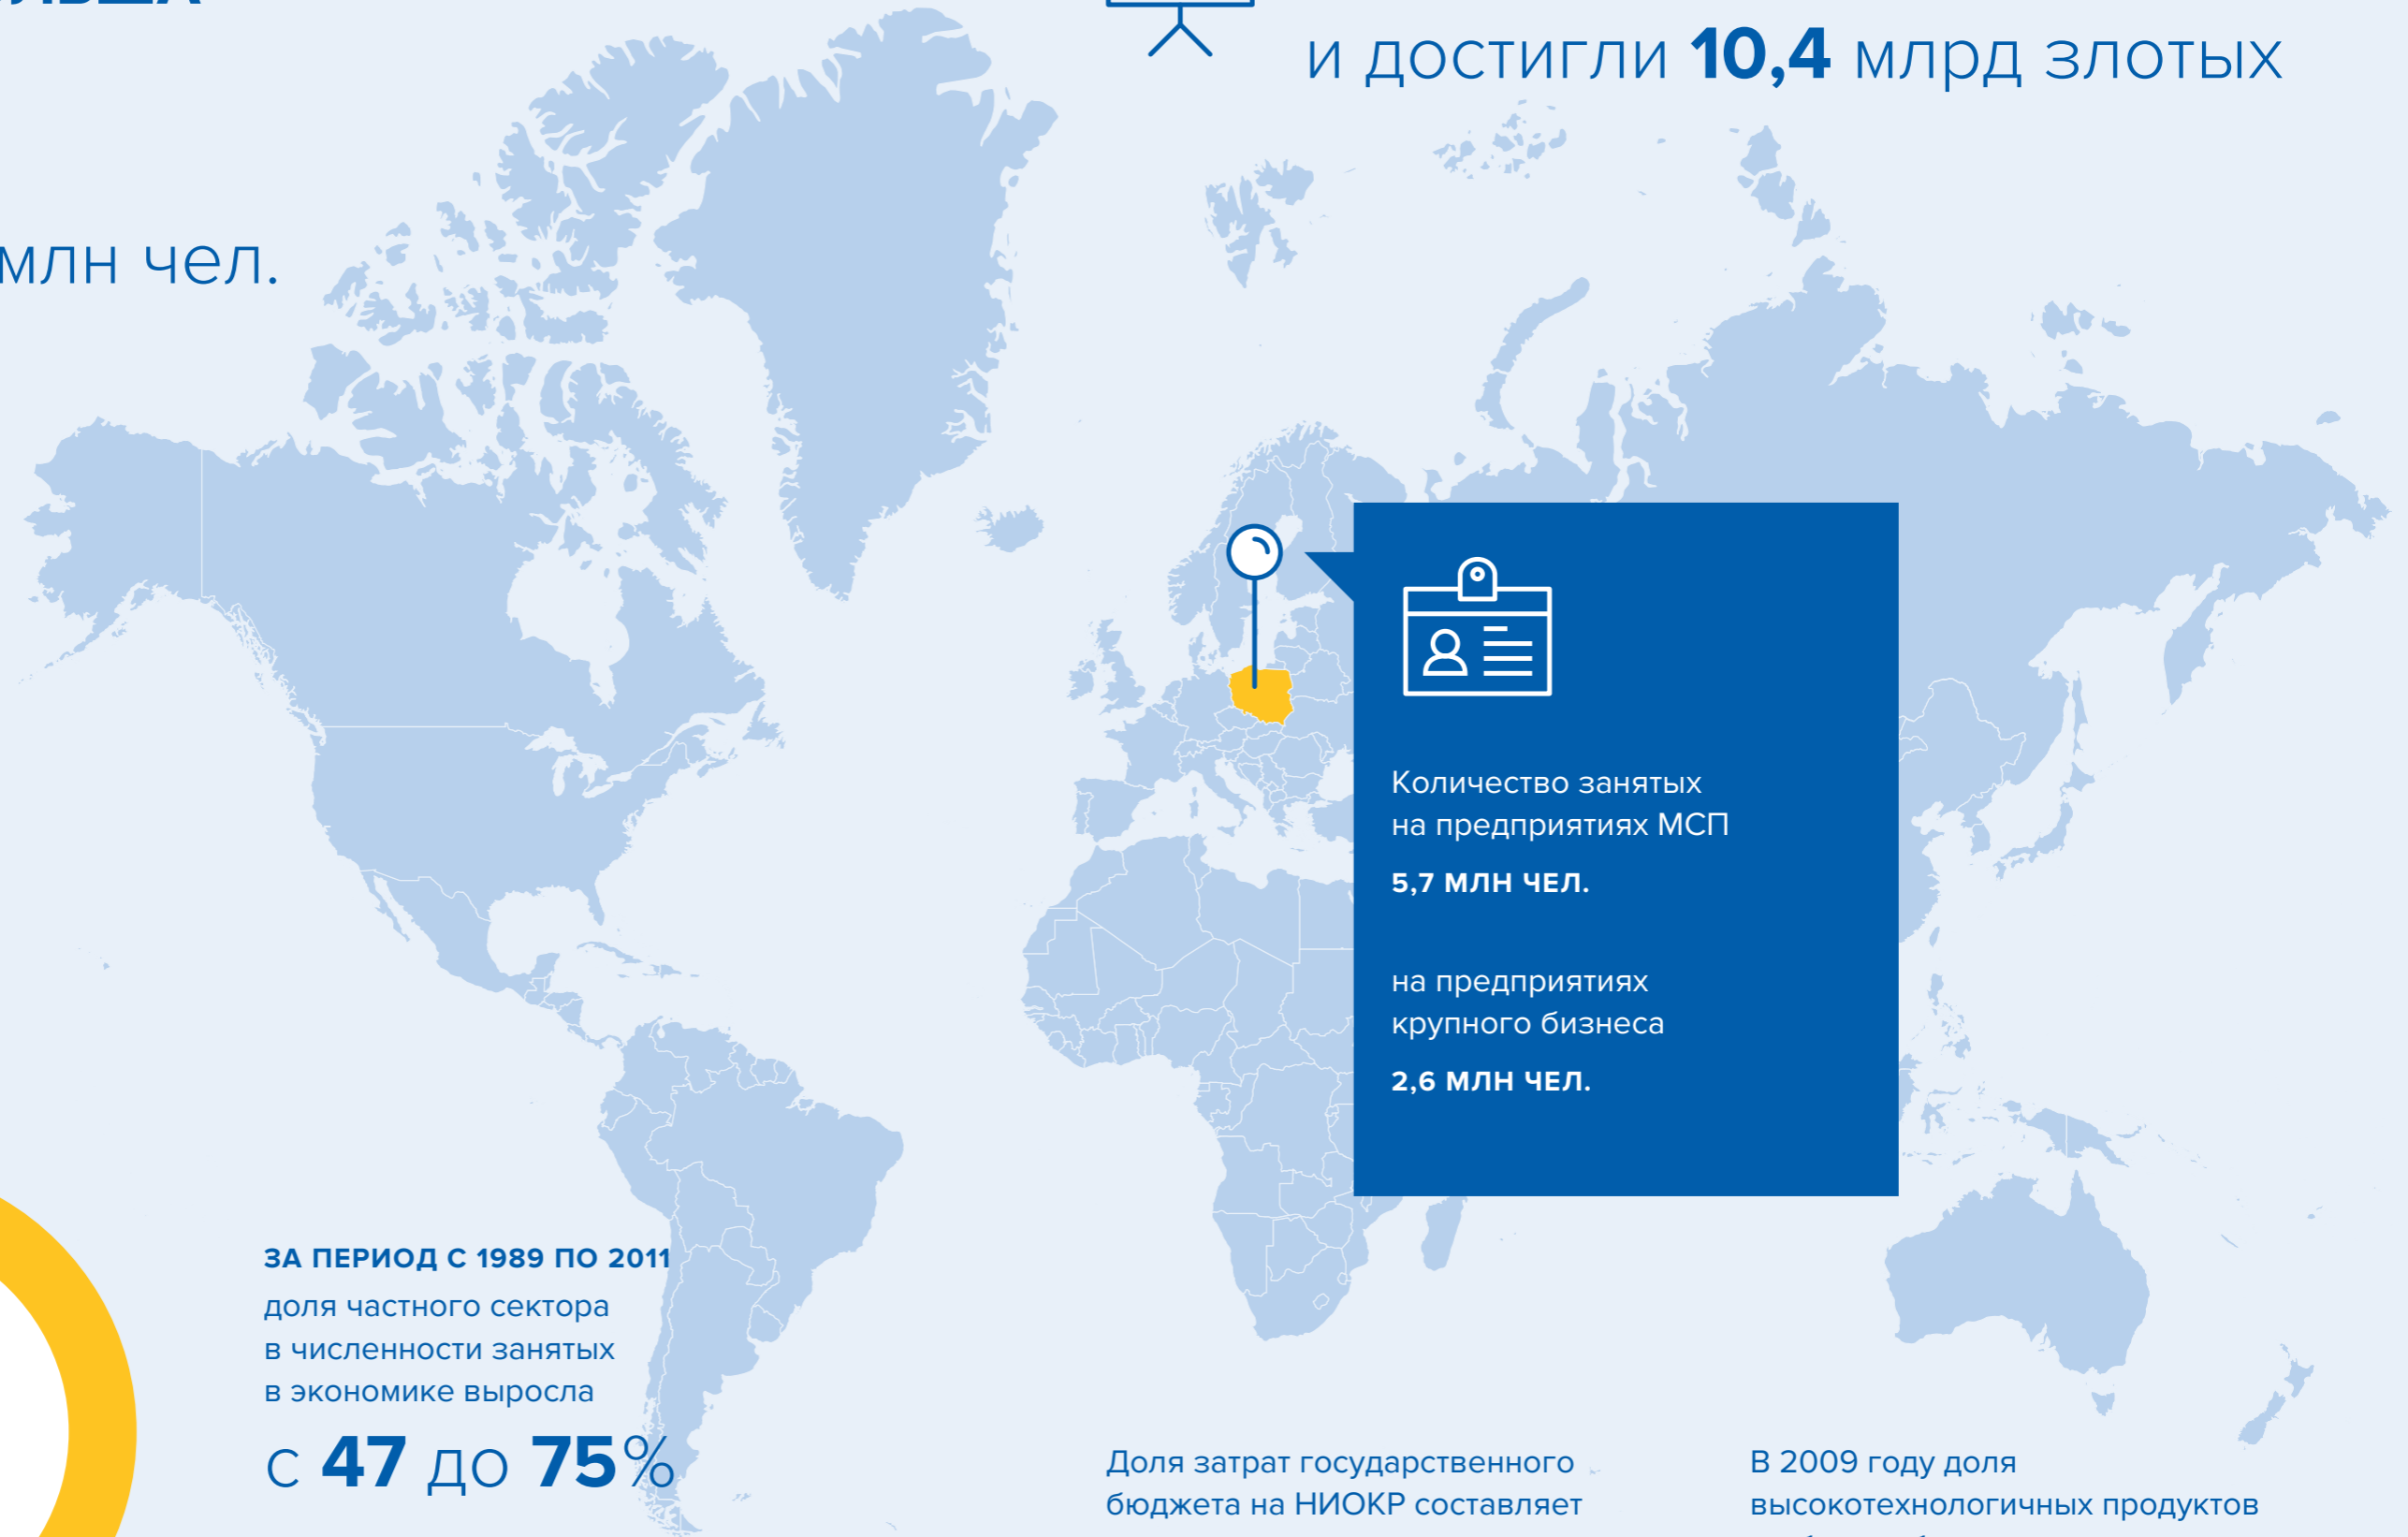 и достигли 10,4 млрд злотых
млн чел.
Количество занятых
на предприятиях МСП
5,7 МЛН ЧЕЛ.
на предприятиях
крупного бизнеса
2,6 МЛН ЧЕЛ.
ЗА ПЕРИОД С 1989 ПО 2011
доля частного сектора
в численности занятых
в экономике выросла
с 47 до 75%
Доля затрат государственного
бюджета на НИОКР составляет
В 2009 году доля
высокотехнологичных продуктов